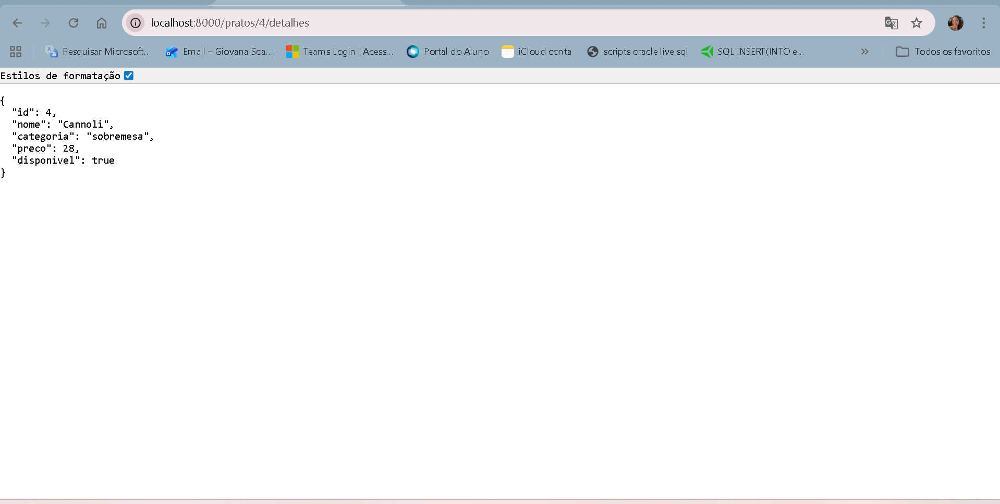 localhost:8000/pratos/4/detalhes
Pesquisar Microsoft... Email – Giovana Soa... Teams Login | Acess... Portal do Aluno iCloud conta scripts oracle live sql SQL INSERT(INTO e... » Todos os favoritos
Estilos de formatação
{
  "id": 4,
  "nome": "Cannoli",
  "categoria": "sobremesa",
  "preco": 28,
  "disponivel": true
}